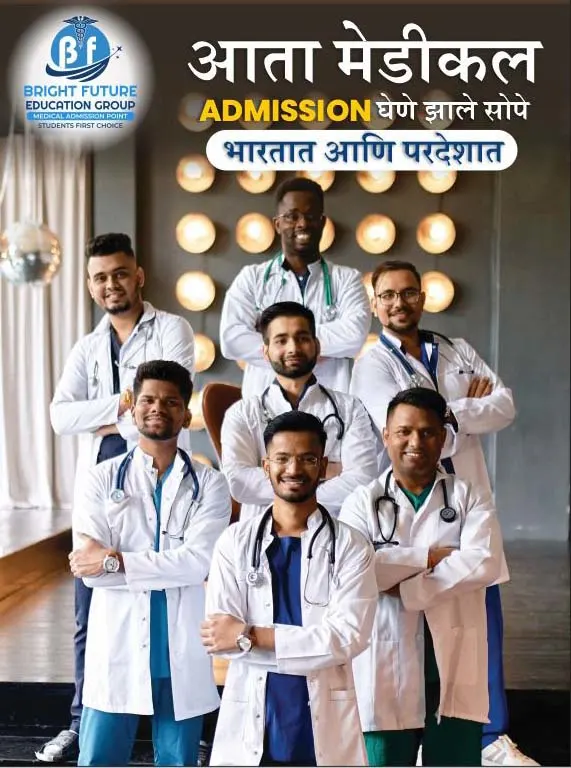 Bf
BRIGHT FUTURE
EDUCATION GROUP
MEDICAL ADMISSION POINT
STUDENTS FIRST CHOICE
आता मेडीकल
ADMISSION घेणे झाले सोपे
भारतात आणि परदेशात